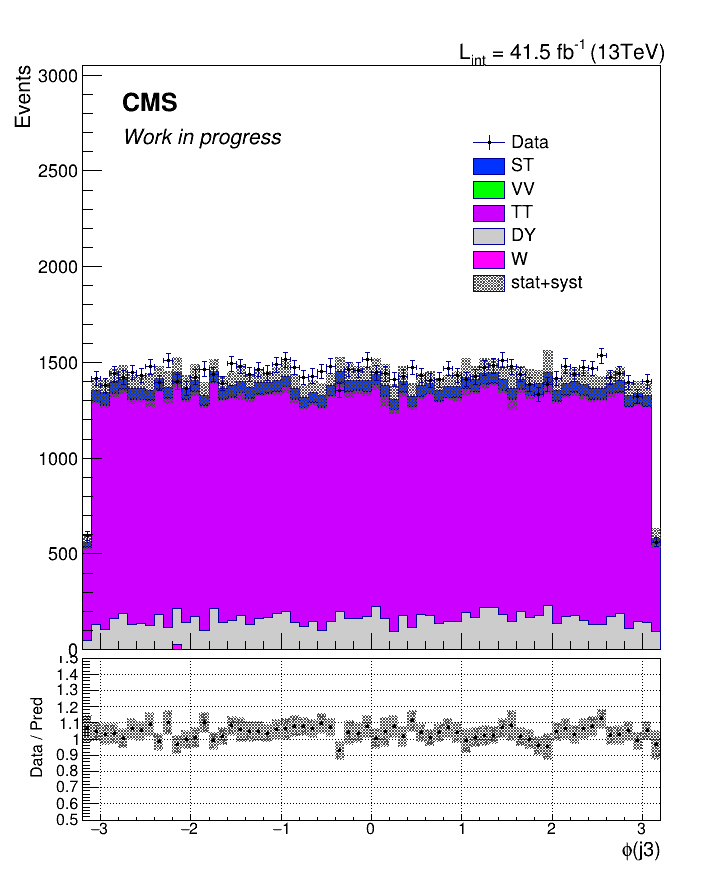 L_int = 41.5 fb^-1 (13TeV)
Events
3000
CMS
Work in progress
Data
2500
ST
VV
TT
2000
DY
W
stat+syst
1500
1000
500
0
1.5
1.4
1.3
1.2
1.1
1
0.9
0.8
0.7
0.6
0.5
Data / Pred
−3 −2 −1 0 1 2 3
ϕ(j3)